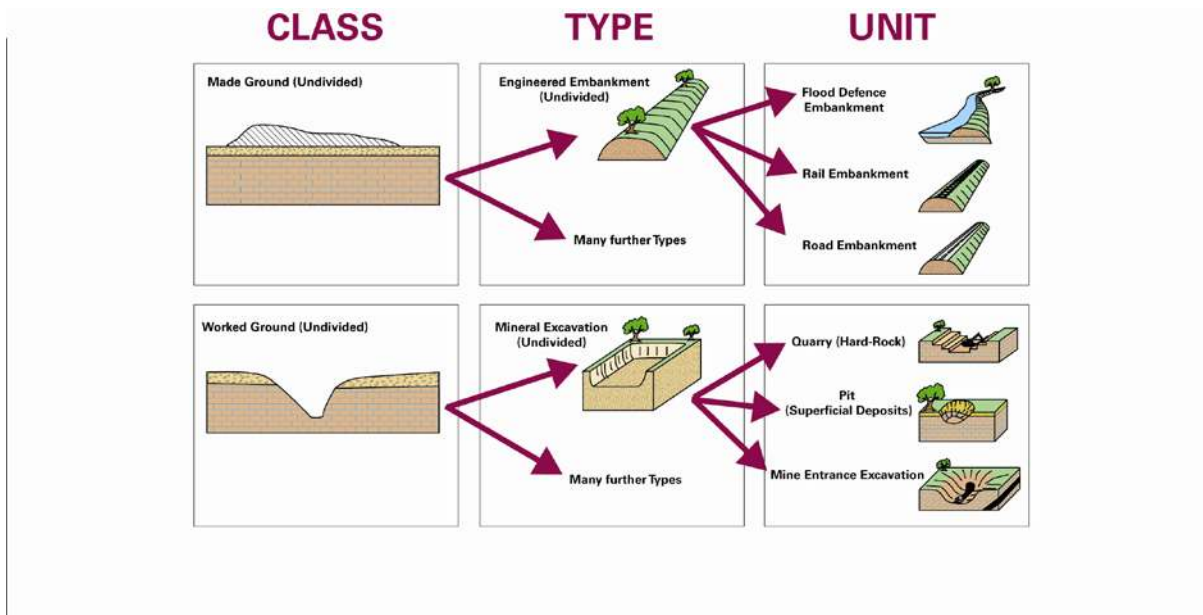 CLASS
TYPE
UNIT
Made Ground (Undivided)
Engineered Embankment
(Undivided)
Many further Types
Flood Defence
Embankment
Rail Embankment
Road Embankment
Worked Ground (Undivided)
Mineral Excavation
(Undivided)
Many further Types
Quarry (Hard-Rock)
Pit
(Superficial Deposits)
Mine Entrance Excavation